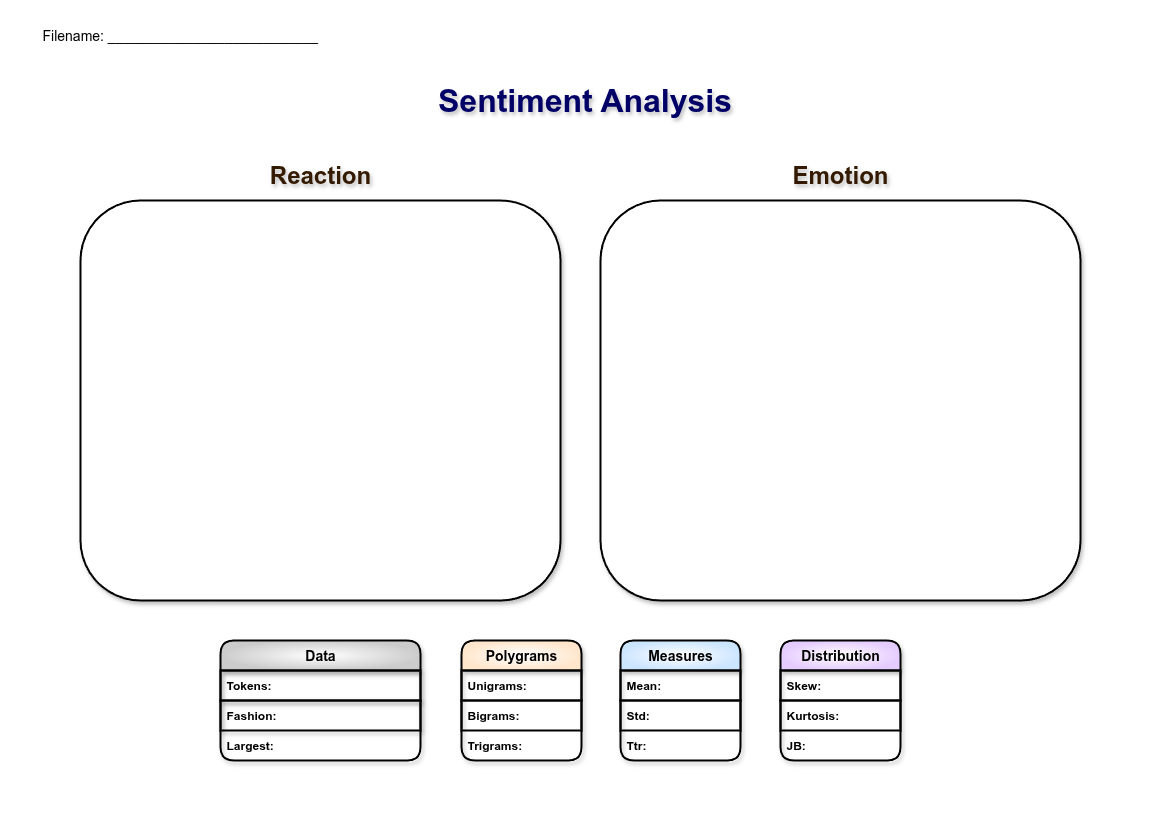 Filename: ___________________________
Sentiment Analysis
Reaction
Emotion
Data
Tokens:
Fashion:
Largest:
Polygrams
Unigrams:
Bigrams:
Trigrams:
Measures
Mean:
Std:
Ttr:
Distribution
Skew:
Kurtosis:
JB: